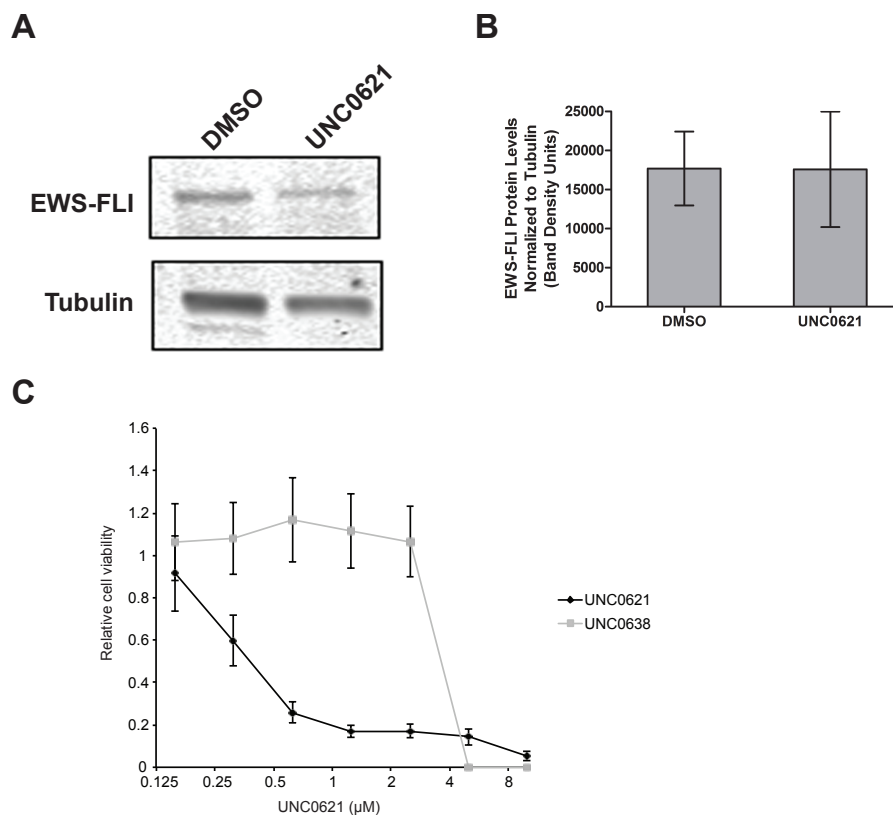 A
DMSO
UNC0621
EWS-FLI
Tubulin
B
EWS-FLI Protein Levels
Normalized to Tubulin
(Band Density Units)
25000
20000
15000
10000
5000
0
DMSO
UNC0621
C
Relative cell viability
1.6
1.4
1.2
1
0.8
0.6
0.4
0.2
0
0.125
0.25
0.5
1
2
4
8
UNC0621 (µM)
UNC0621
UNC0638